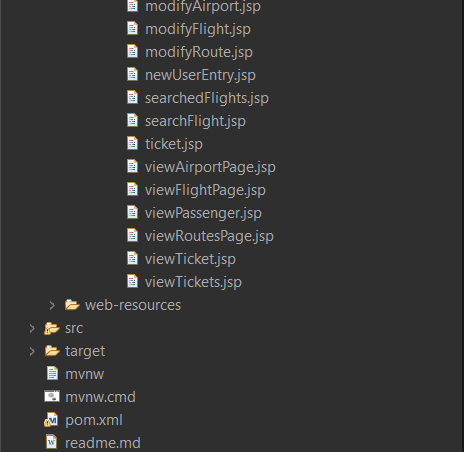 modifyAirport.jsp
modifyFlight.jsp
modifyRoute.jsp
newUserEntry.jsp
searchedFlights.jsp
searchFlight.jsp
ticket.jsp
viewAirportPage.jsp
viewFlightPage.jsp
viewPassenger.jsp
viewRoutesPage.jsp
viewTicket.jsp
viewTickets.jsp
web-resources
src
target
mvnw
mvnw.cmd
pom.xml
readme.md